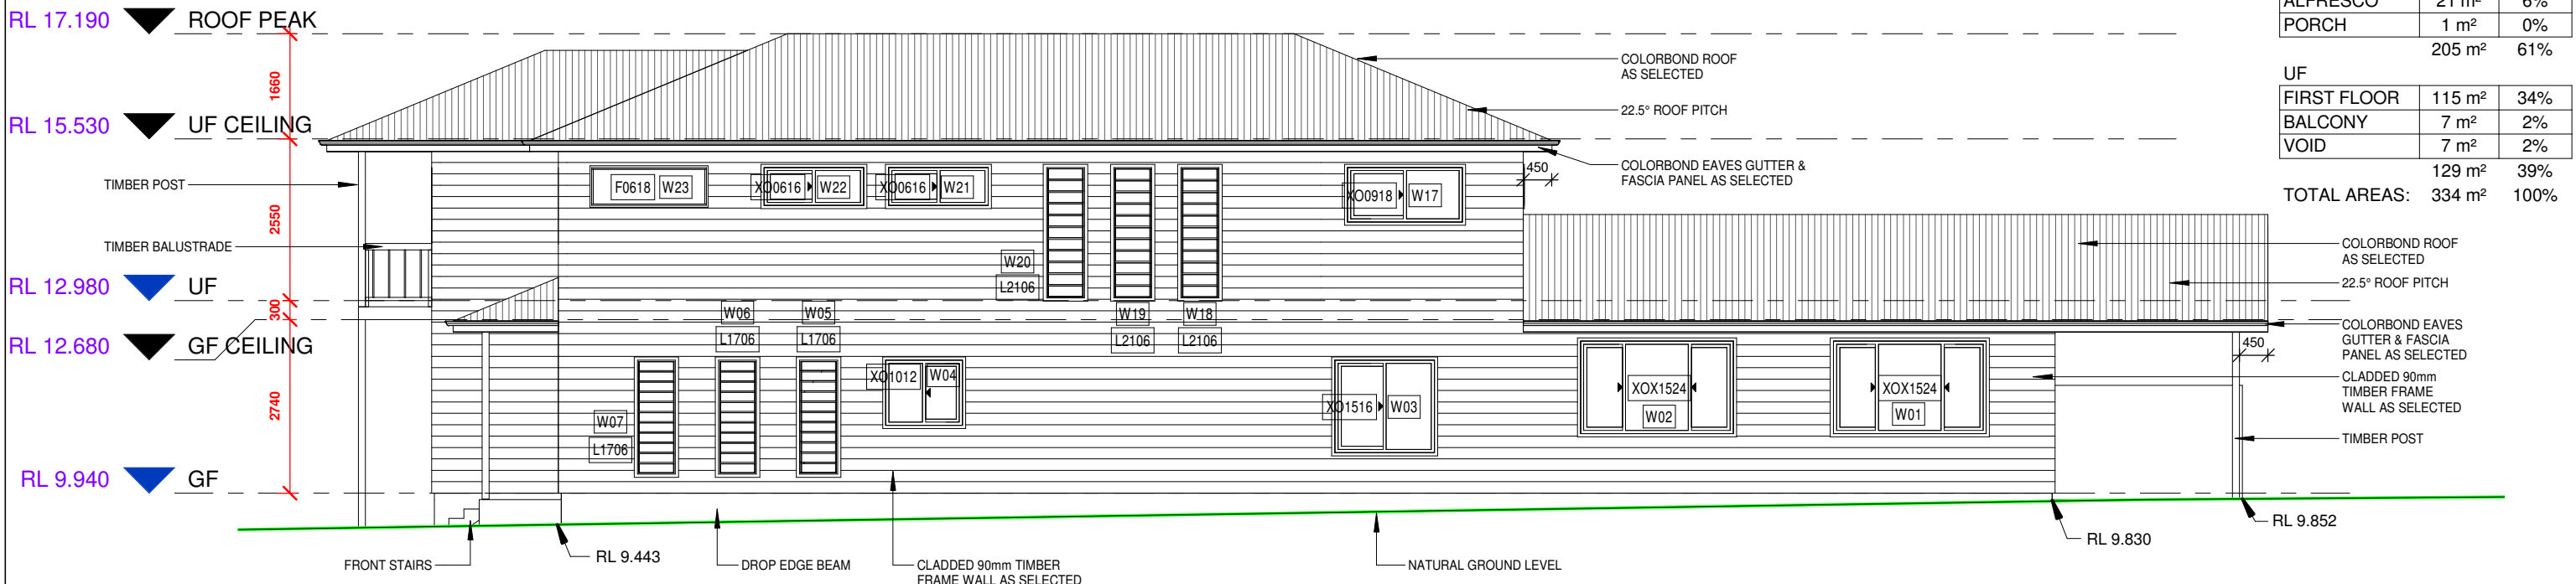 RL 17.190 ROOF PEAK
1660
RL 15.530 UF CEILING
TIMBER POST
2550
TIMBER BALUSTRADE
RL 12.980 UF
300
RL 12.680 GF CEILING
2740
RL 9.940 GF
COLORBOND ROOF
AS SELECTED
22.5° ROOF PITCH
COLORBOND EAVES GUTTER &
FASCIA PANEL AS SELECTED
450
F0618 W23
XO0616 W22
XO0616 W21
XO0918 W17
W20
L2106
W19
L2106
W18
L2106
W06
L1706
W05
L1706
W07
L1706
XO1012 W04
XO1516 W03
XOX1524
W02
XOX1524
W01
ALFRESCO 21 m² 6%
PORCH 1 m² 0%
205 m² 61%
UF
FIRST FLOOR 115 m² 34%
BALCONY 7 m² 2%
VOID 7 m² 2%
129 m² 39%
TOTAL AREAS: 334 m² 100%
COLORBOND ROOF
AS SELECTED
22.5° ROOF PITCH
COLORBOND EAVES
GUTTER & FASCIA
PANEL AS SELECTED
450
CLADDED 90mm
TIMBER FRAME
WALL AS SELECTED
TIMBER POST
RL 9.852
RL 9.830
FRONT STAIRS
RL 9.443
DROP EDGE BEAM
CLADDED 90mm TIMBER
FRAME WALL AS SELECTED
NATURAL GROUND LEVEL